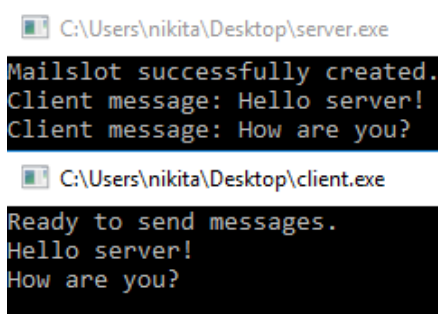 C:\Users\nikita\Desktop\server.exe
Mailslot successfully created.
Client message: Hello server!
Client message: How are you?
C:\Users\nikita\Desktop\client.exe
Ready to send messages.
Hello server!
How are you?